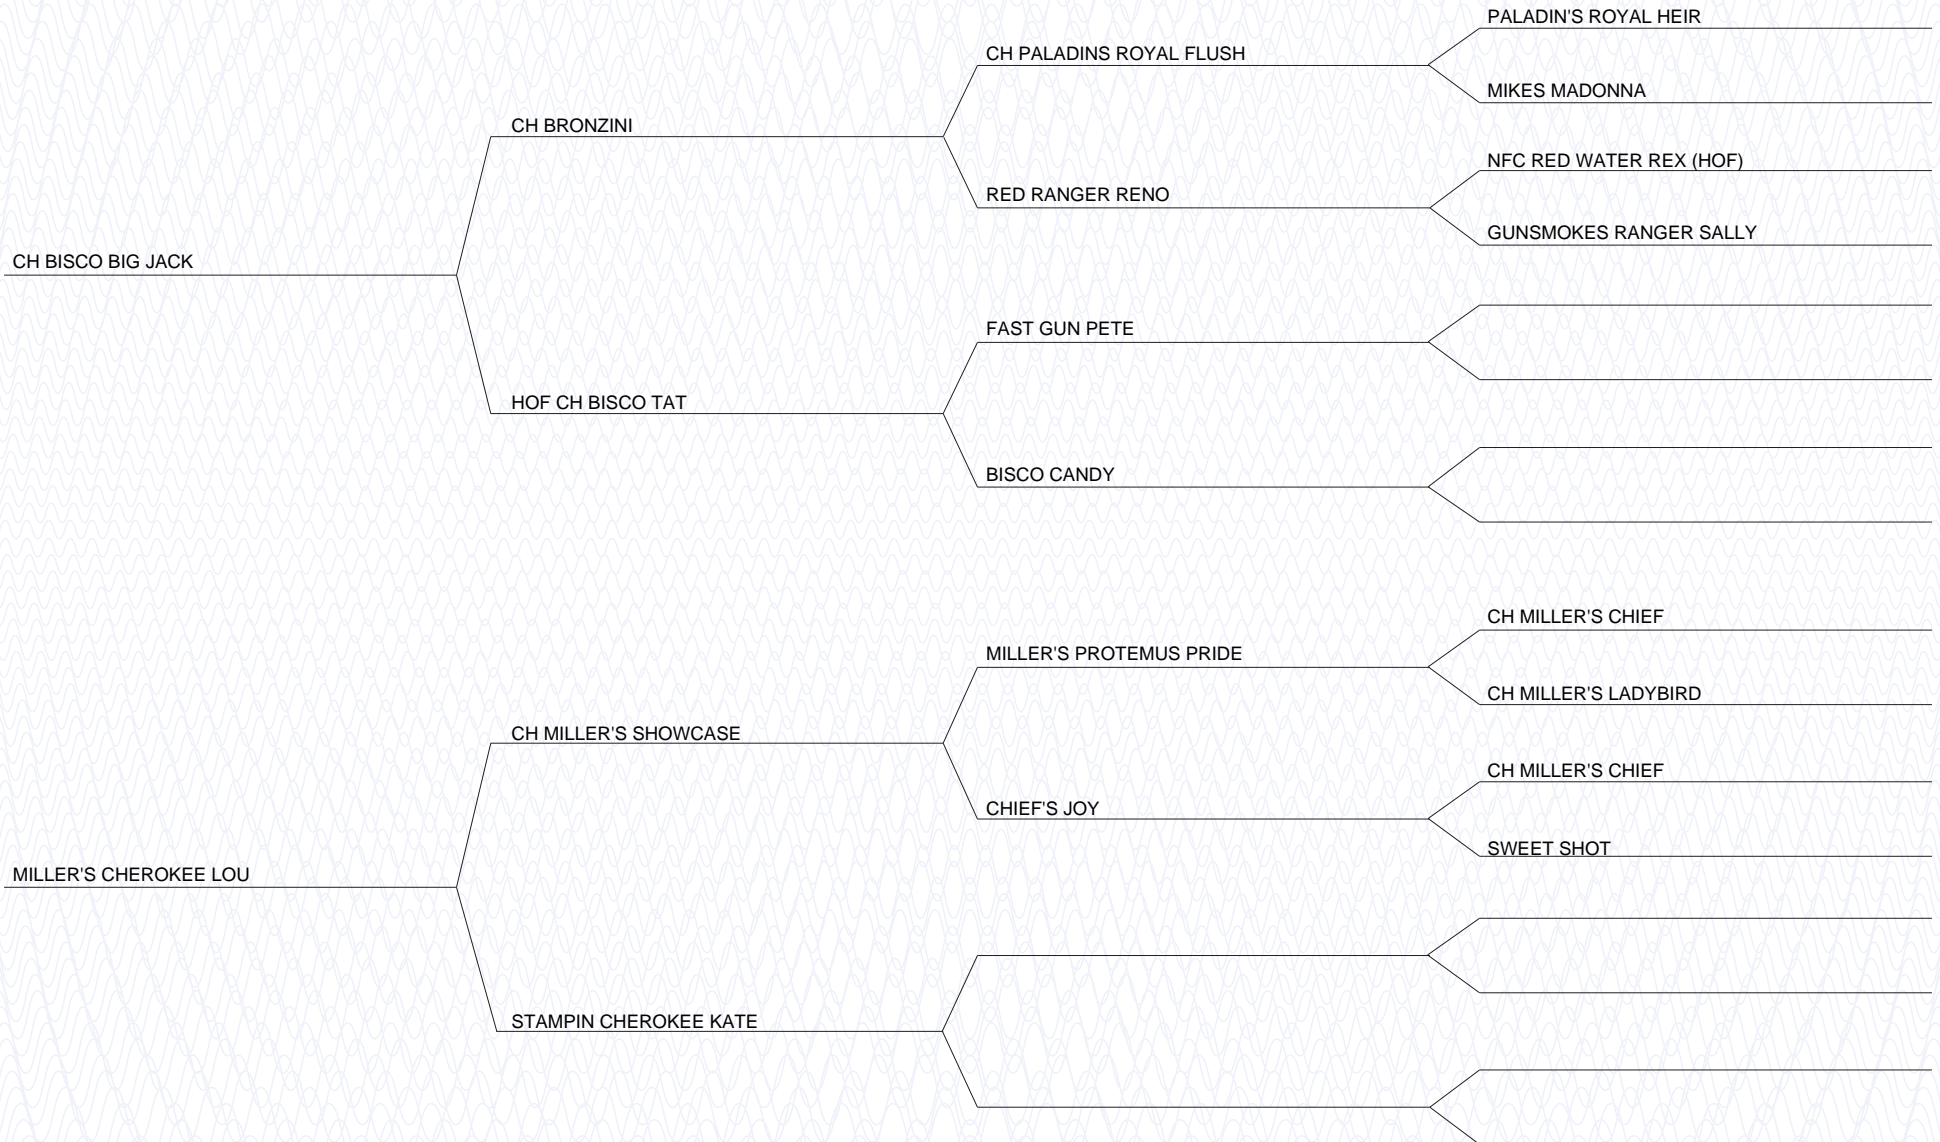 PALADIN'S ROYAL HEIR
CH PALADINS ROYAL FLUSH
MIKES MADONNA
CH BRONZINI
NFC RED WATER REX (HOF)
RED RANGER RENO
GUNSMOKES RANGER SALLY
CH BISCO BIG JACK
FAST GUN PETE
HOF CH BISCO TAT
BISCO CANDY
CH MILLER'S CHIEF
MILLER'S PROTEMUS PRIDE
CH MILLER'S LADYBIRD
CH MILLER'S SHOWCASE
CH MILLER'S CHIEF
CHIEF'S JOY
SWEET SHOT
MILLER'S CHEROKEE LOU
STAMPIN CHEROKEE KATE